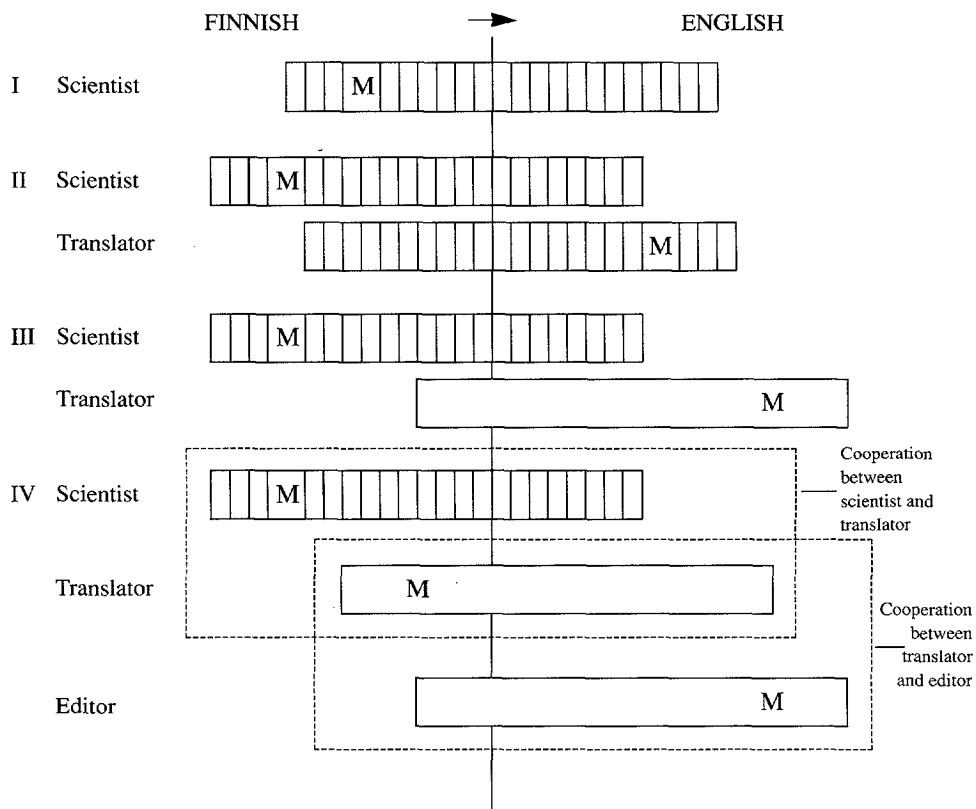 FINNISH ENGLISH
I Scientist M
II Scientist M
Translator M
III Scientist M
Translator M
Cooperation
between
scientist and
translator
IV Scientist M
Translator M
Cooperation
between
translator
and editor
Editor M